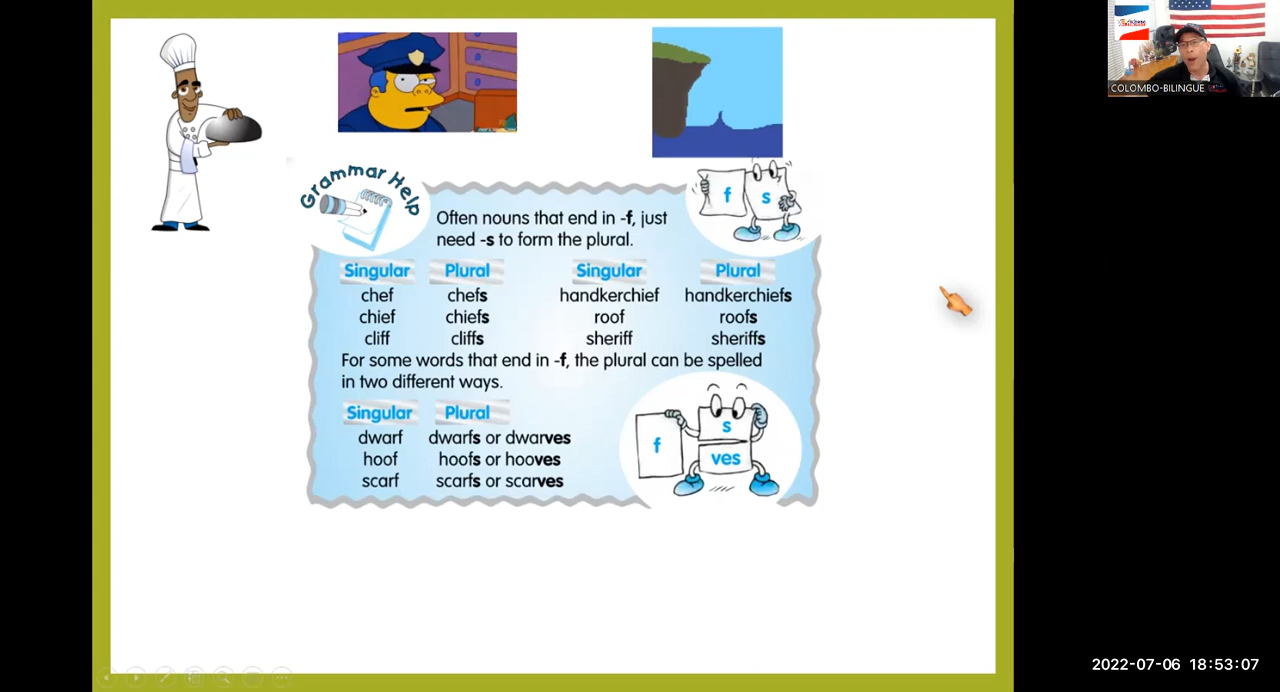 COLOMBO-BILINGUE
Grammar Help
f s
Often nouns that end in -f, just
need -s to form the plural.
Singular Plural Singular Plural
chef chefs handkerchief handkerchiefs
chief chiefs roof roofs
cliff cliffs sheriff sheriffs
For some words that end in -f, the plural can be spelled
in two different ways.
Singular Plural
dwarf dwarfs or dwarves
hoof hoofs or hooves
scarf scarfs or scarves
f s
ves
2022-07-06 18:53:07